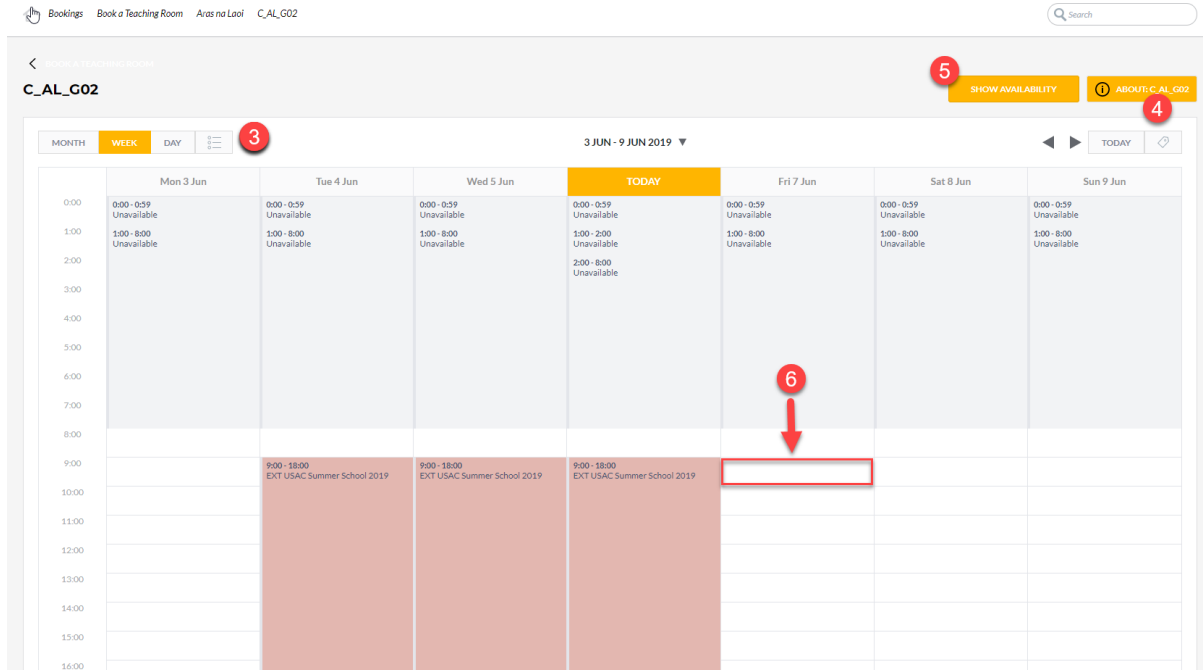 Bookings Book a Teaching Room Aras na Laoi C_AL_G02
Search
BOOK A TEACHING ROOM
C_AL_G02
5
SHOW AVAILABILITY
ABOUT: C_AL_G02
4
MONTH WEEK DAY
3
3 JUN - 9 JUN 2019
TODAY
Mon 3 Jun Tue 4 Jun Wed 5 Jun TODAY Fri 7 Jun Sat 8 Jun Sun 9 Jun
0:00
0:00 - 0:59 0:00 - 0:59 0:00 - 0:59 0:00 - 0:59 0:00 - 0:59 0:00 - 0:59 0:00 - 0:59
Unavailable Unavailable Unavailable Unavailable Unavailable Unavailable Unavailable
1:00
1:00 - 8:00 1:00 - 8:00 1:00 - 8:00 1:00 - 2:00 1:00 - 8:00 1:00 - 8:00 1:00 - 8:00
Unavailable Unavailable Unavailable Unavailable Unavailable Unavailable Unavailable
2:00
2:00 - 8:00
Unavailable
3:00
4:00
5:00
6:00
6
7:00
8:00
9:00
9:00 - 18:00 9:00 - 18:00 9:00 - 18:00
EXT USAC Summer School 2019 EXT USAC Summer School 2019 EXT USAC Summer School 2019
10:00
11:00
12:00
13:00
14:00
15:00
16:00